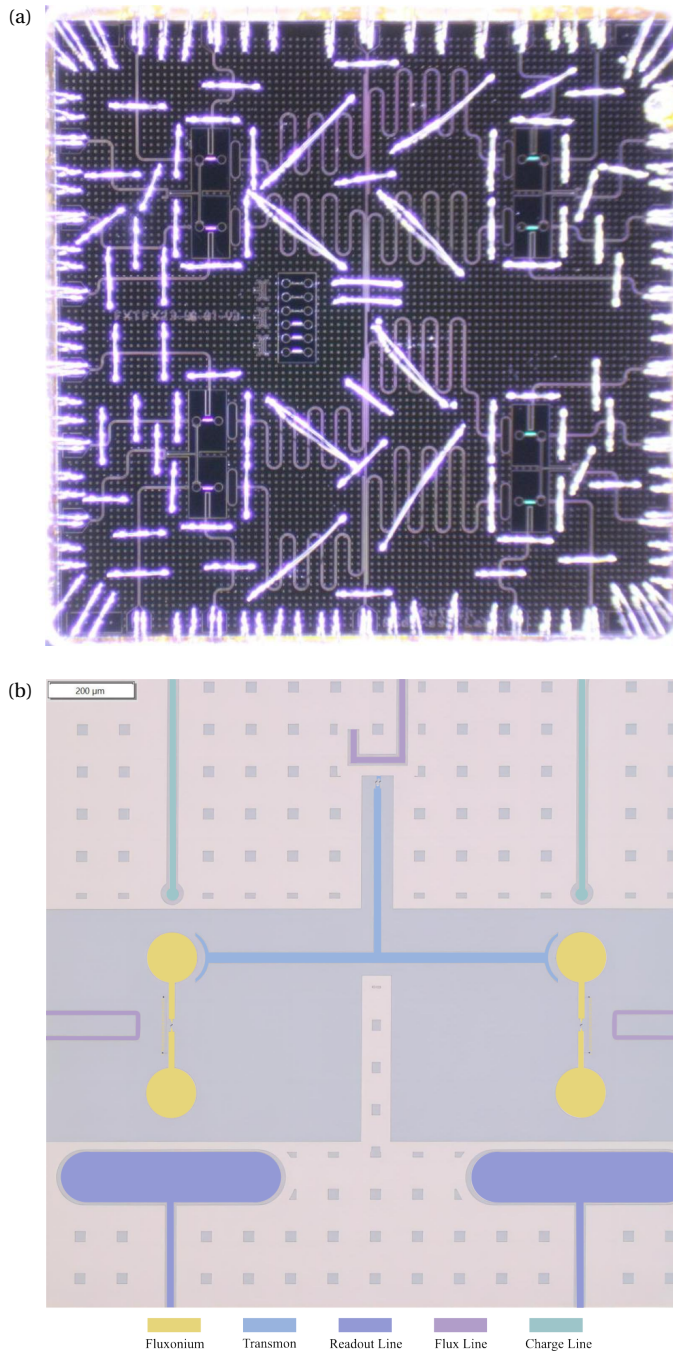 (a)
(b)
200 µm
Fluxonium
Transmon
Readout Line
Flux Line
Charge Line